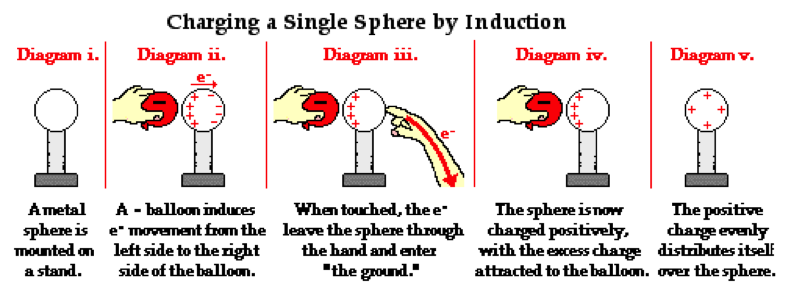 Charging a Single Sphere by Induction
Diagram i.
Diagram ii.
Diagram iii.
Diagram iv.
Diagram v.
e-
e-
A metal
sphere is
mounted on
a stand.
A - balloon induces
e- movement from the
left side to the right
side of the balloon.
When touched, the e-
leave the sphere through
the hand and enter
"the ground."
The sphere is now
charged positively,
with the excess charge
attracted to the balloon.
The positive
charge evenly
distributes itself
over the sphere.